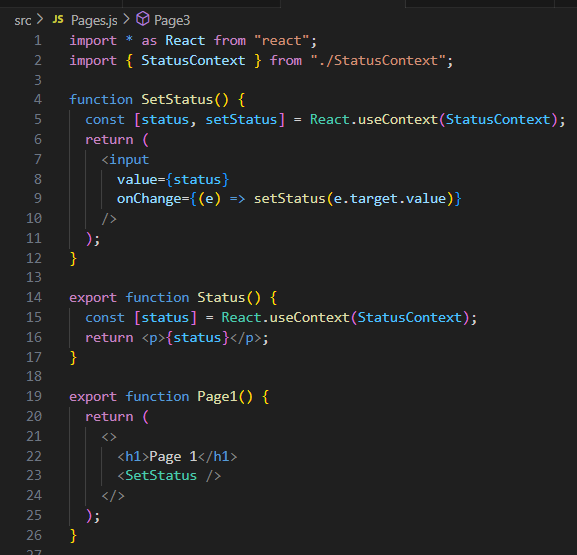 src > JS Pages.js > Page3
1 import * as React from "react";
2 import { StatusContext } from "./StatusContext";
3
4 function SetStatus() {
5   const [status, setStatus] = React.useContext(StatusContext);
6   return (
7     <input
8       value={status}
9       onChange={(e) => setStatus(e.target.value)}
10     />
11   );
12 }
13
14 export function Status() {
15   const [status] = React.useContext(StatusContext);
16   return <p>{status}</p>;
17 }
18
19 export function Page1() {
20   return (
21     <>
22       <h1>Page 1</h1>
23       <SetStatus />
24     </>
25   );
26 }
27